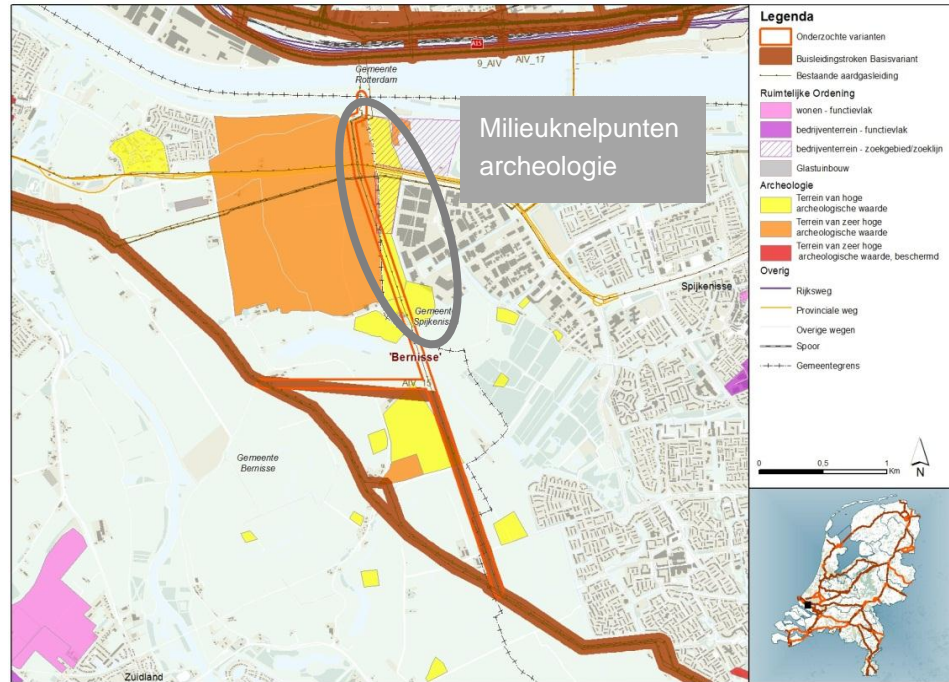 A15
9_AIV
AIV_17
Gemeente
Rotterdam
Milieuknelpunten
archeologie
Gemeente
Spijkenisse
Spijkenisse
'Bernisse'
AIV_15
Gemeente
Bernisse
Zuidland
Legenda
Onderzochte varianten
Buisleidingstroken Basisvariant
Bestaande aardgasleiding
Ruimtelijke Ordening
wonen - functievlak
bedrijventerrein - functievlak
bedrijventerrein - zoekgebied/zoeklijn
Glastuinbouw
Archeologie
Terrein van hoge
archeologische waarde
Terrein van zeer hoge
archeologische waarde
Terrein van zeer hoge
archeologische waarde, beschermd
Overig
Rijksweg
Provinciale weg
Overige wegen
Spoor
Gemeentegrens
0 0,5 1
Km
N